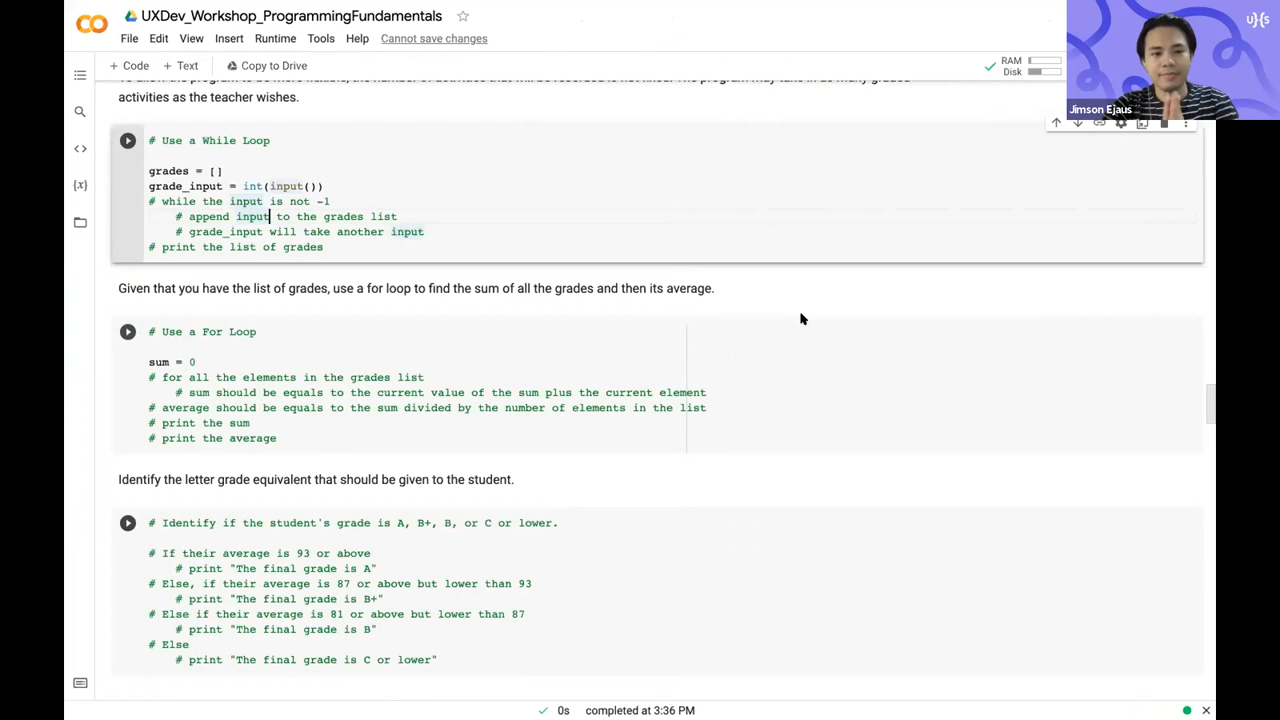 UXDev_Workshop_ProgrammingFundamentals
File Edit View Insert Runtime Tools Help Cannot save changes
+ Code + Text Copy to Drive
RAM
Disk
Jimson Ejaus
activities as the teacher wishes.
# Use a While Loop
grades = []
grade_input = int(input())
# while the input is not -1
# append input to the grades list
# grade_input will take another input
# print the list of grades
Given that you have the list of grades, use a for loop to find the sum of all the grades and then its average.
# Use a For Loop
sum = 0
# for all the elements in the grades list
# sum should be equals to the current value of the sum plus the current element
# average should be equals to the sum divided by the number of elements in the list
# print the sum
# print the average
Identify the letter grade equivalent that should be given to the student.
# Identify if the student's grade is A, B+, B, or C or lower.
# If their average is 93 or above
# print "The final grade is A"
# Else, if their average is 87 or above but lower than 93
# print "The final grade is B+"
# Else if their average is 81 or above but lower than 87
# print "The final grade is B"
# Else
# print "The final grade is C or lower"
0s completed at 3:36 PM